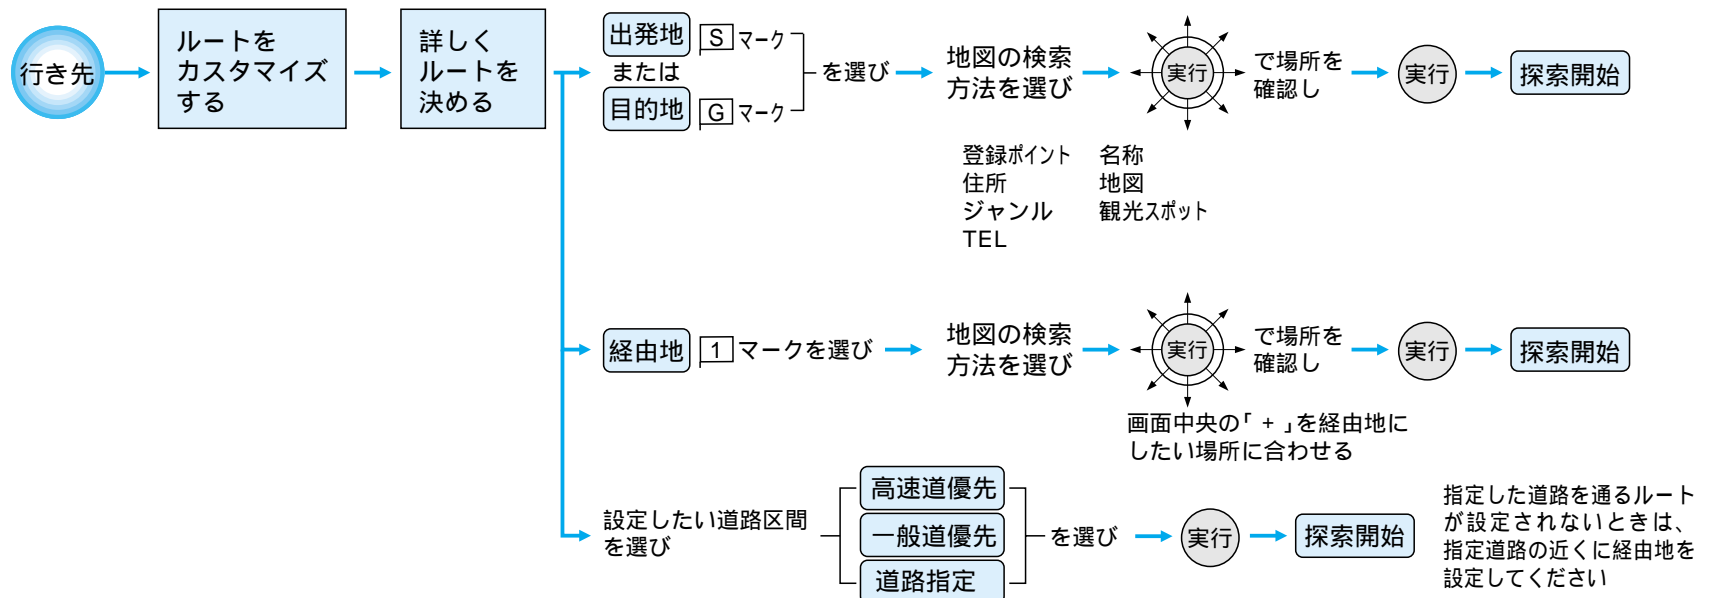 行き先
ルートを
カスタマイズ
する
詳しく
ルートを
決める
出発地 S マーク
または
目的地 G マーク
を選び
地図の検索
方法を選び
実行
で場所を
確認し
実行
探索開始
登録ポイント 名称
住所 地図
ジャンル 観光スポット
TEL
経由地 1 マークを選び
地図の検索
方法を選び
実行
で場所を
確認し
実行
探索開始
画面中央の「+」を経由地に
したい場所に合わせる
設定したい道路区間
を選び
高速道優先
一般道優先
道路指定
を選び
実行
探索開始
指定した道路を通るルート
が設定されないときは、
指定道路の近くに経由地を
設定してください